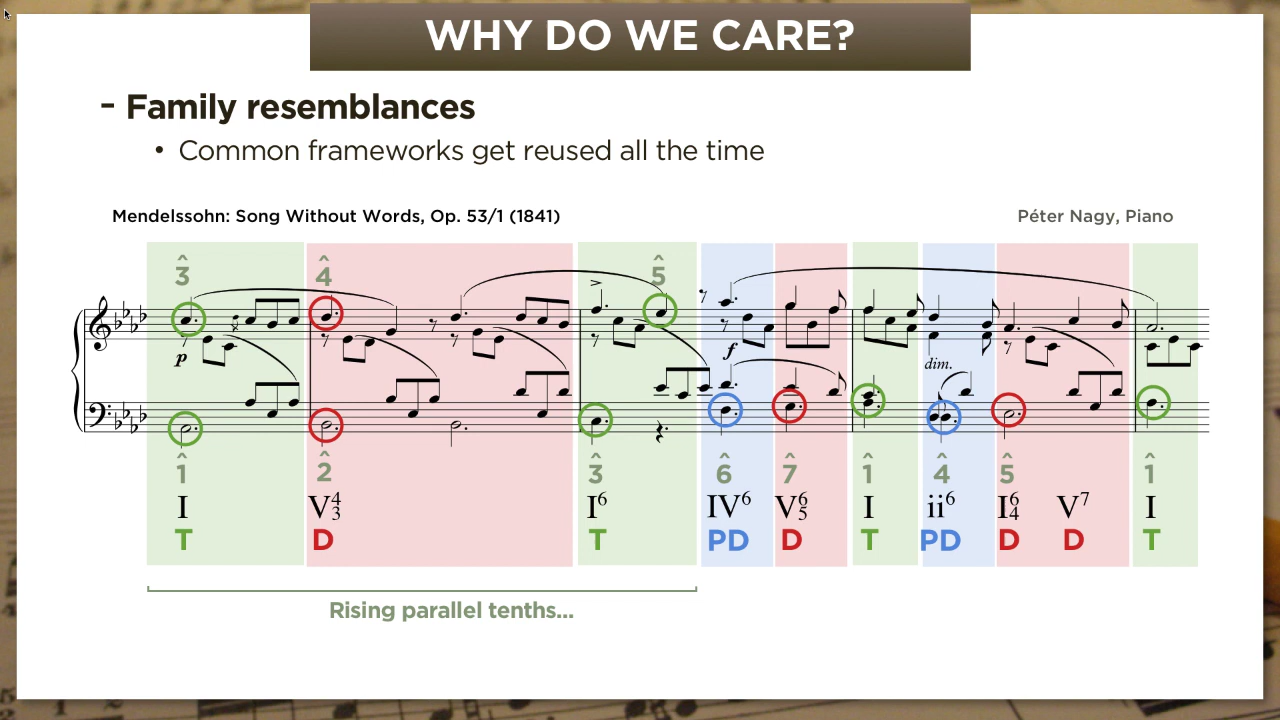 WHY DO WE CARE?
- Family resemblances
• Common frameworks get reused all the time
Mendelssohn: Song Without Words, Op. 53/1 (1841)
Péter Nagy, Piano
3̂ 4̂ 5̂
p f dim.
1̂ 2̂ 3̂ 6̂ 7̂ 1̂ 4̂ 5̂ 1̂
I V4/3 I6 IV6 V6/5 I ii6 I6/4 V7 I
T D T PD D T PD D D T
Rising parallel tenths...